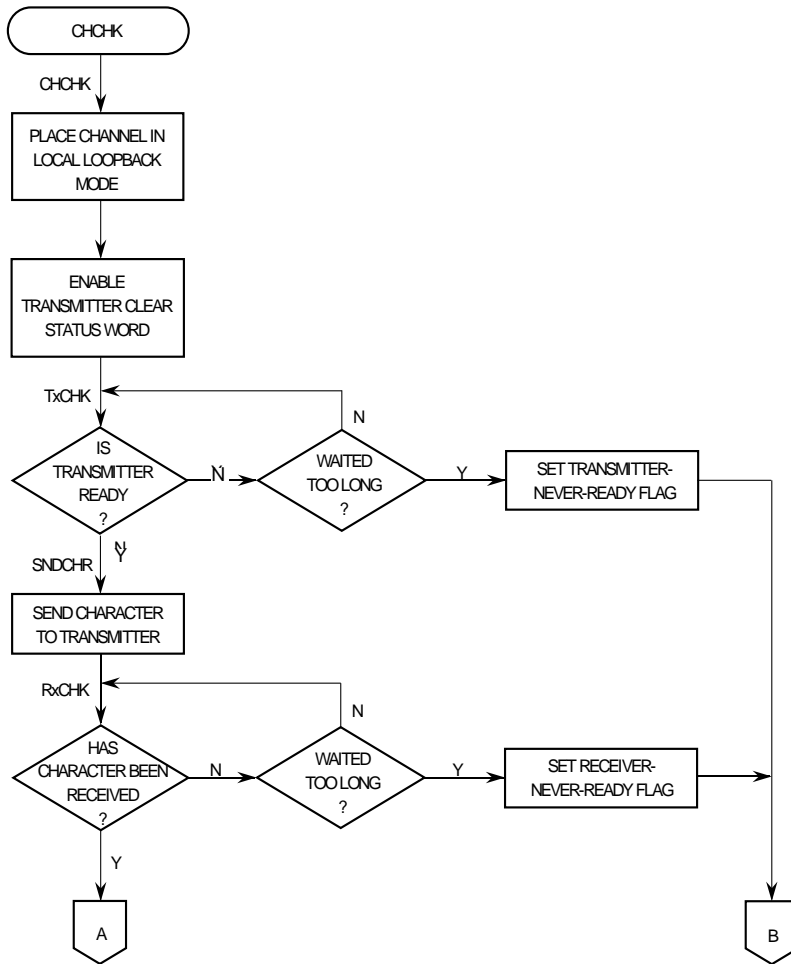 CHCHK
CHCHK
PLACE CHANNEL IN
LOCAL LOOPBACK
MODE
ENABLE
TRANSMITTER CLEAR
STATUS WORD
TxCHK
N
IS
TRANSMITTER
READY
?
N
WAITED
TOO LONG
?
Y
SET TRANSMITTER-
NEVER-READY FLAG
SNDCHR
Y
SEND CHARACTER
TO TRANSMITTER
RxCHK
N
HAS
CHARACTER BEEN
RECEIVED
?
N
WAITED
TOO LONG
?
Y
SET RECEIVER-
NEVER-READY FLAG
Y
A
B